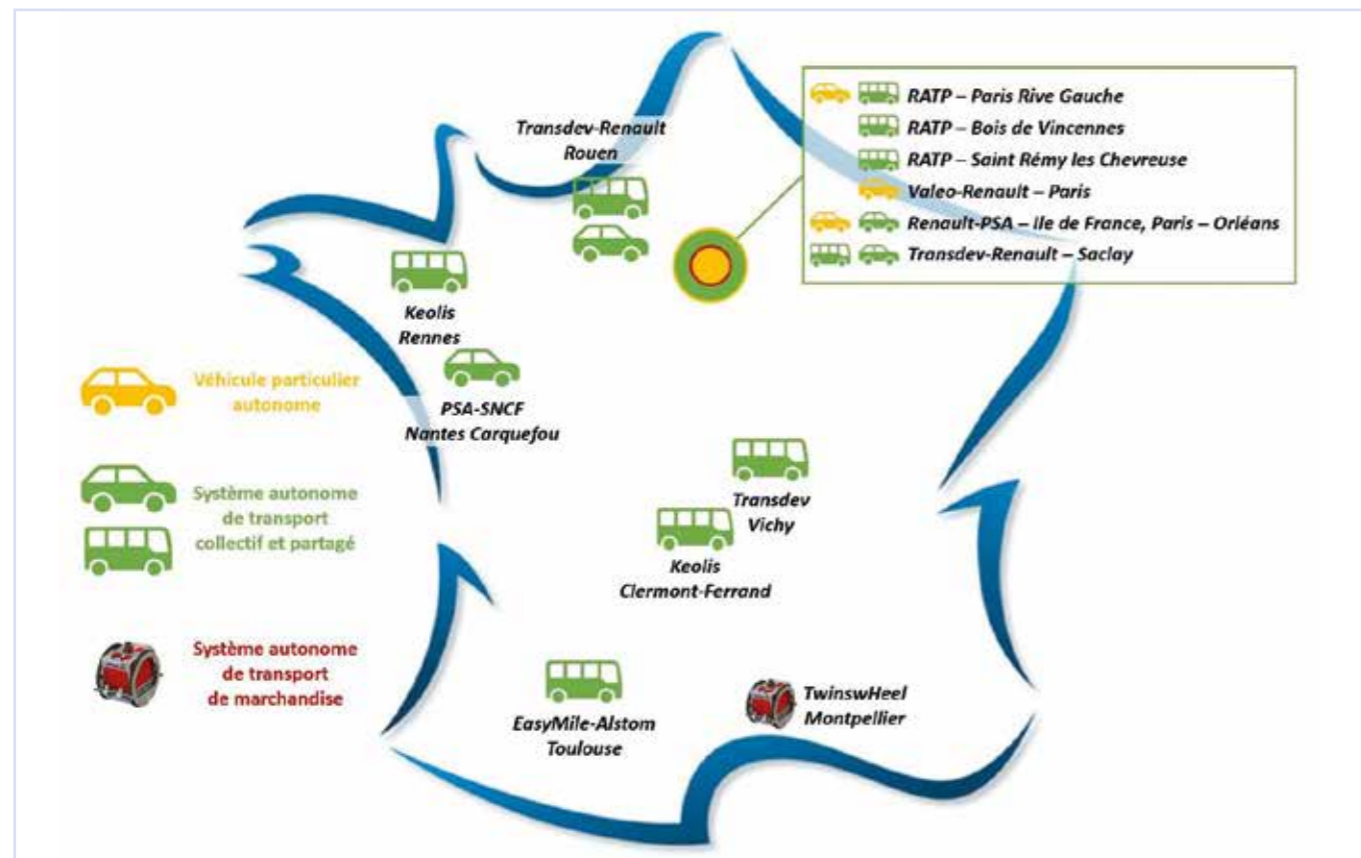 RATP – Paris Rive Gauche
RATP – Bois de Vincennes
RATP – Saint Rémy les Chevreuse
Valeo-Renault – Paris
Renault-PSA – Ile de France, Paris – Orléans
Transdev-Renault – Saclay
Transdev-Renault
Rouen
Keolis
Rennes
PSA-SNCF
Nantes Carquefou
Véhicule particulier
autonome
Système autonome
de transport
collectif et partagé
Système autonome
de transport
de marchandise
Transdev
Vichy
Keolis
Clermont-Ferrand
EasyMile-Alstom
Toulouse
TwinswHeel
Montpellier